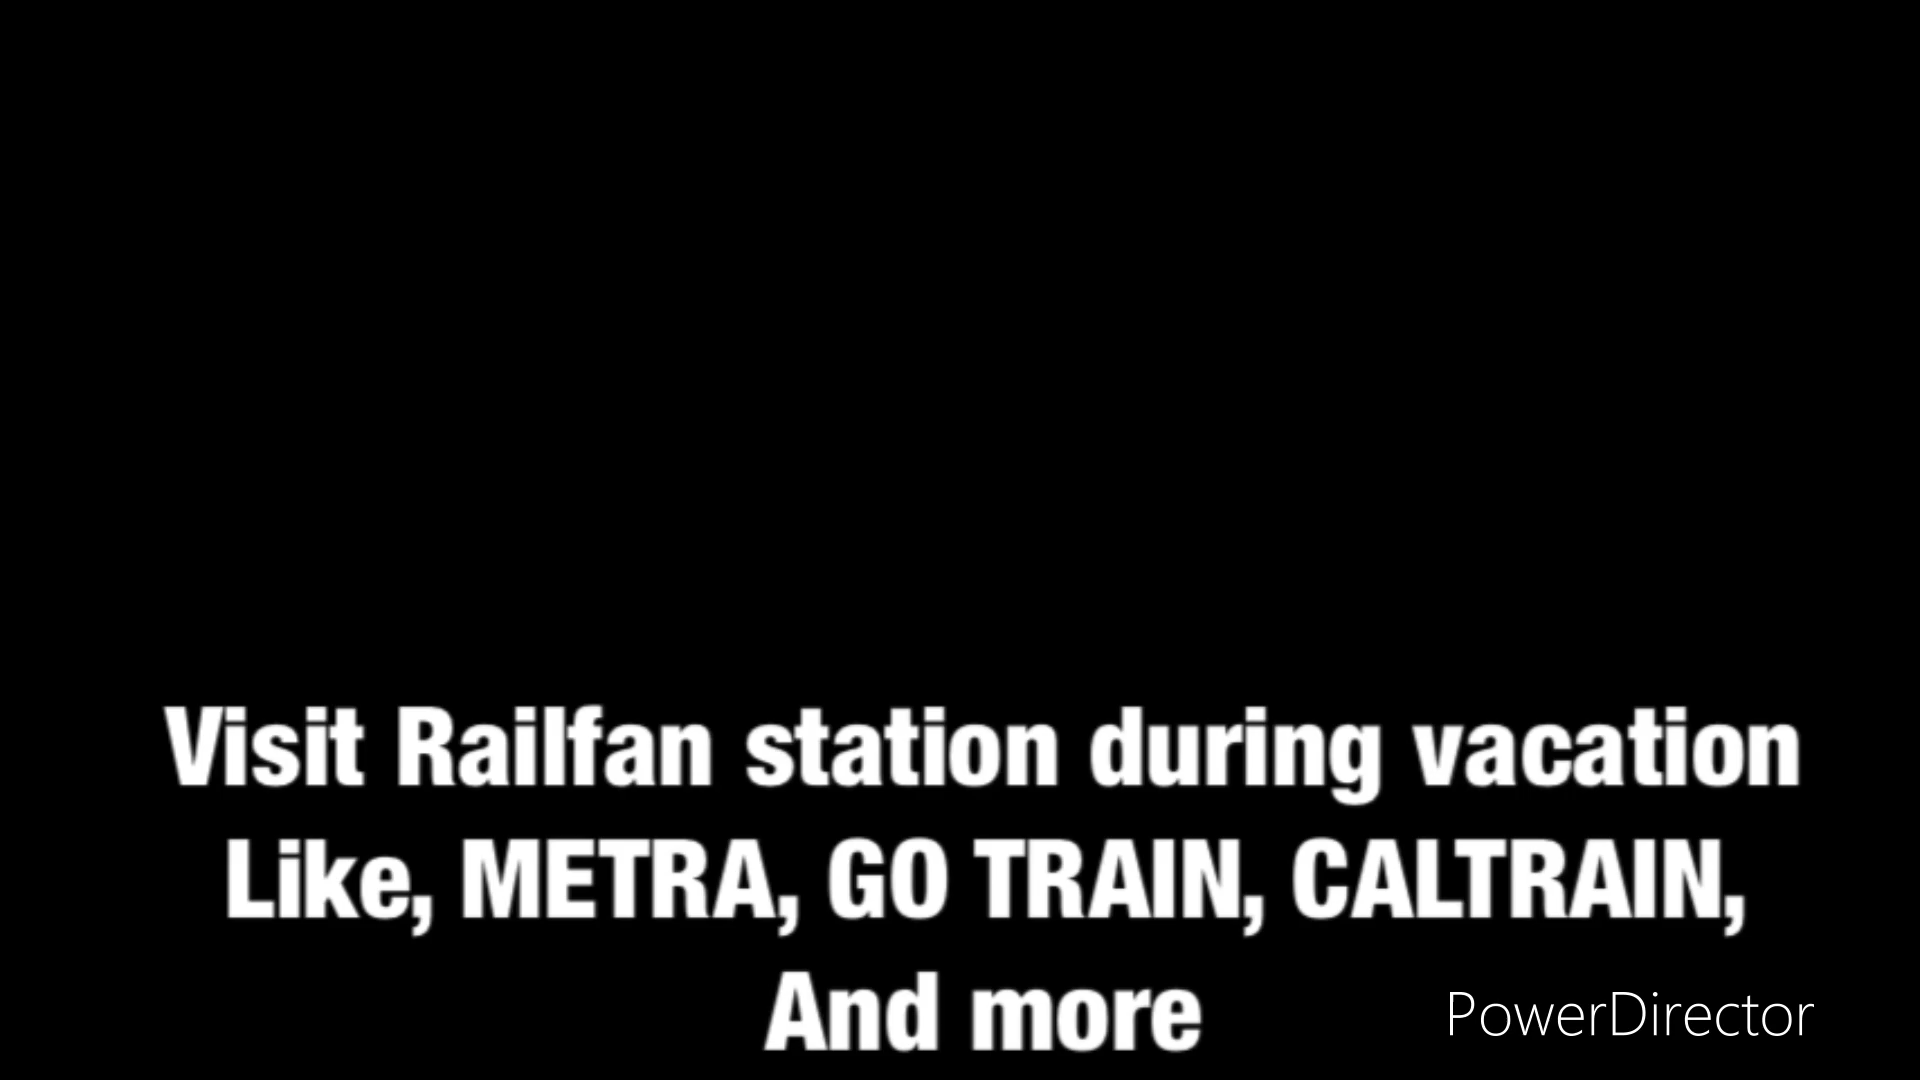 Visit Railfan station during vacation
Like, METRA, GO TRAIN, CALTRAIN,
And more
PowerDirector